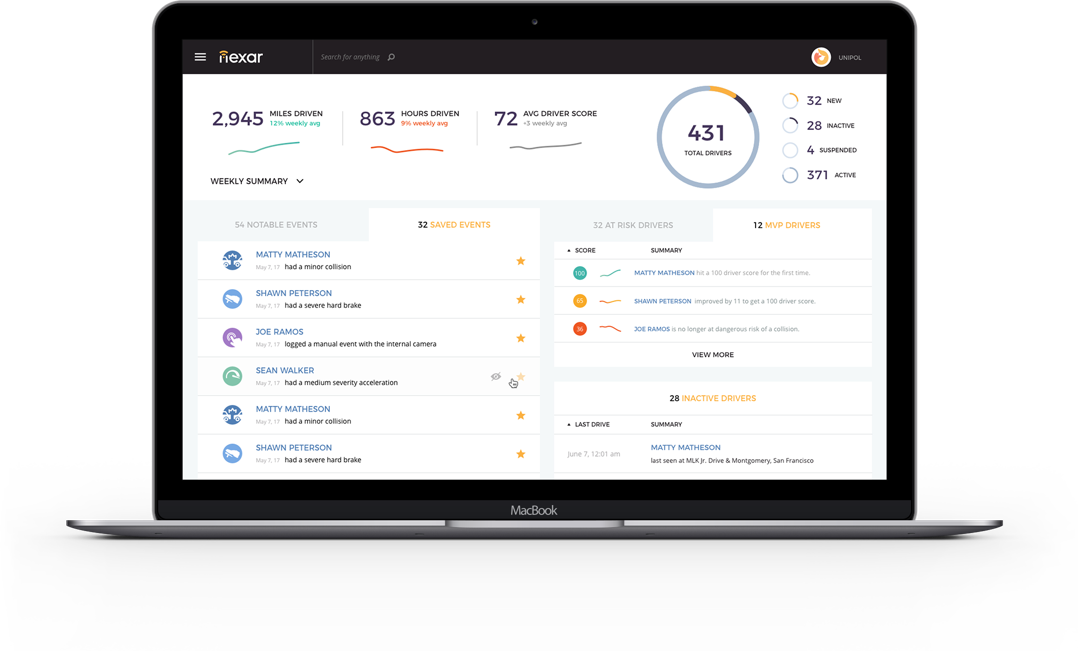 nexar
Search for anything
UNIPOL
2,945 MILES DRIVEN
12% weekly avg
863 HOURS DRIVEN
9% weekly avg
72 AVG DRIVER SCORE
+3 weekly avg
431
TOTAL DRIVERS
32 NEW
28 INACTIVE
4 SUSPENDED
371 ACTIVE
WEEKLY SUMMARY
54 NOTABLE EVENTS
32 SAVED EVENTS
MATTY MATHESON
May 7, 17 had a minor collision
SHAWN PETERSON
May 7, 17 had a severe hard brake
JOE RAMOS
May 7, 17 logged a manual event with the internal camera
SEAN WALKER
May 7, 17 had a medium severity acceleration
MATTY MATHESON
May 7, 17 had a minor collision
SHAWN PETERSON
May 7, 17 had a severe hard brake
32 AT RISK DRIVERS
12 MVP DRIVERS
SCORE SUMMARY
100 MATTY MATHESON hit a 100 driver score for the first time.
65 SHAWN PETERSON improved by 11 to get a 100 driver score.
36 JOE RAMOS is no longer at dangerous risk of a collision.
VIEW MORE
28 INACTIVE DRIVERS
LAST DRIVE SUMMARY
June 7, 12:01 am
MATTY MATHESON
last seen at MLK Jr. Drive & Montgomery, San Francisco
MacBook